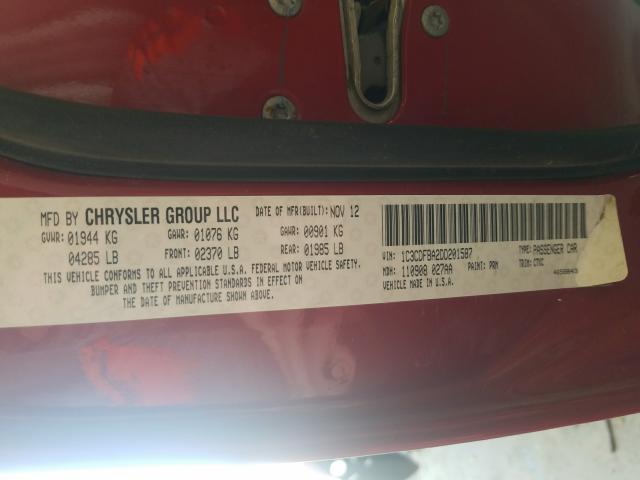 MFD BY CHRYSLER GROUP LLC DATE OF MFR(BUILT): NOV 12
GVWR: 01944 KG GAWR: 01076 KG GAWR: 00901 KG
04285 LB FRONT: 02370 LB REAR: 01985 LB
THIS VEHICLE CONFORMS TO APPLICABLE U.S.A. FEDERAL MOTOR VEHICLE SAFETY,
BUMPER AND THEFT PREVENTION STANDARDS IN EFFECT ON
THE DATE OF MANUFACTURE SHOWN ABOVE.
VIN: 1C3CDFBA2DD201587 TYPE: PASSENGER CAR
MDH: 110908 027AA PAINT: PRM TRIM: C7XC
VEHICLE MADE IN U.S.A.